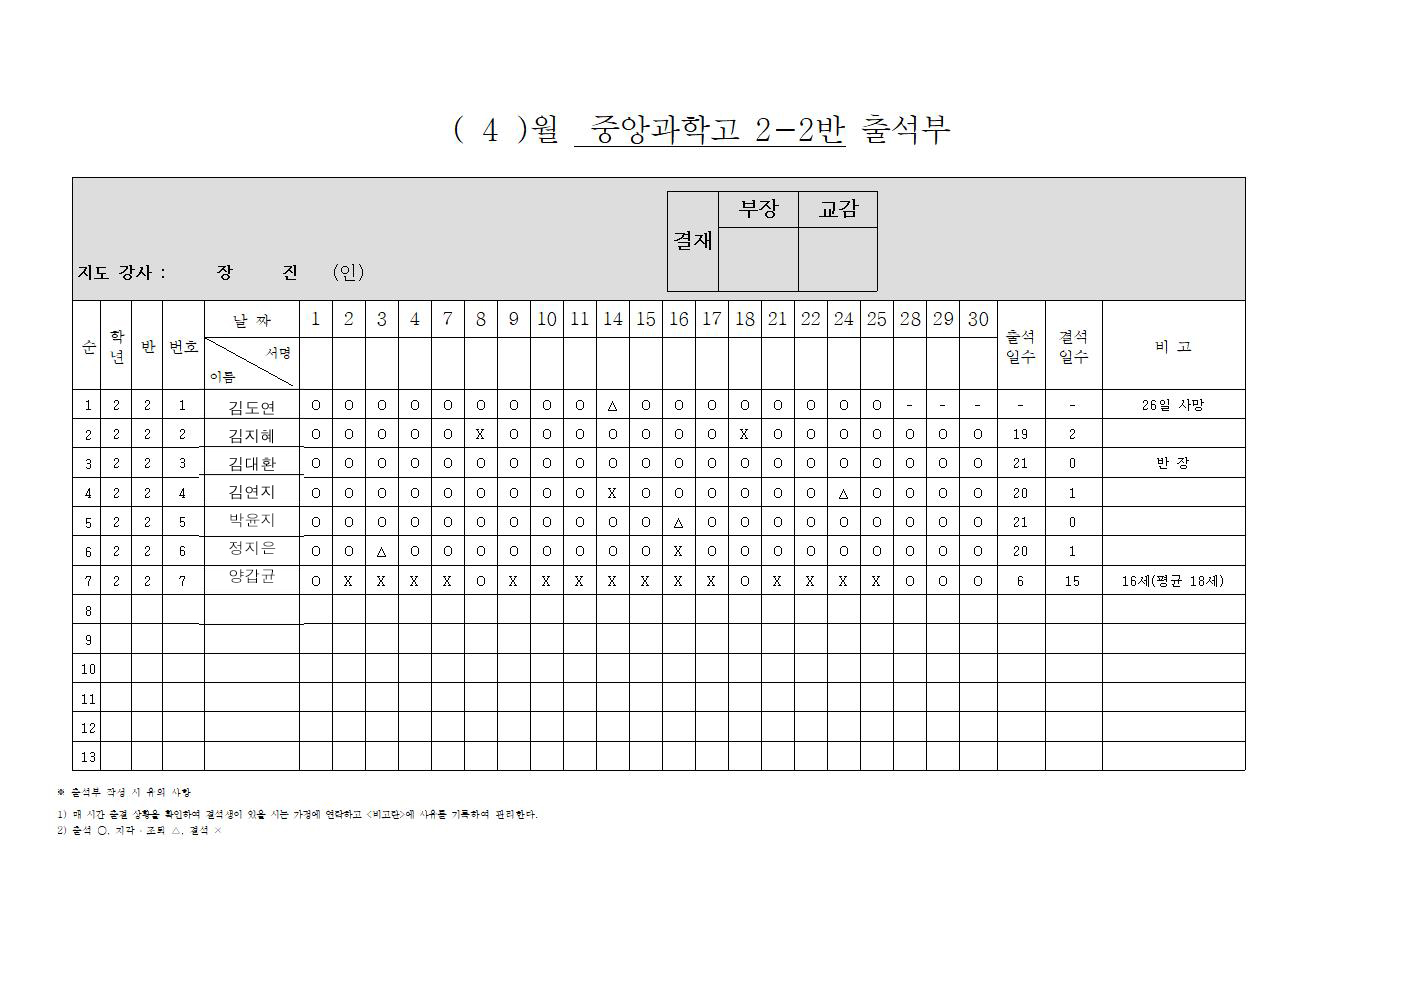 ( 4 )월 중앙과학고 2-2반 출석부
결재 부장 교감
지도 강사 : 장 진 (인)
순 학년 반 번호 날 짜 서명 이름 1 2 3 4 7 8 9 10 11 14 15 16 17 18 21 22 24 25 28 29 30 출석일수 결석일수 비 고
1 2 2 1 김도연 O O O O O O O O O △ O O O O O O O O - - - - - 26일 사망
2 2 2 2 김지혜 O O O O O X O O O O O O O X O O O O O O O 19 2
3 2 2 3 김대환 O O O O O O O O O O O O O O O O O O O O O 21 0 반 장
4 2 2 4 김연지 O O O O O O O O O X O O O O O O △ O O O O 20 1
5 2 2 5 박윤지 O O O O O O O O O O O △ O O O O O O O O O 21 0
6 2 2 6 정지은 O O △ O O O O O O O O X O O O O O O O O O 20 1
7 2 2 7 양갑균 O X X X X O X X X X X X X O X X X X O O O 6 15 16세(평균 18세)
8
9
10
11
12
13
※ 출석부 작성 시 유의 사항
1) 매 시간 출결 상황을 확인하여 결석생이 있을 시는 가정에 연락하고 <비고란>에 사유를 기록하여 관리한다.
2) 출석 ○, 지각·조퇴 △, 결석 ×